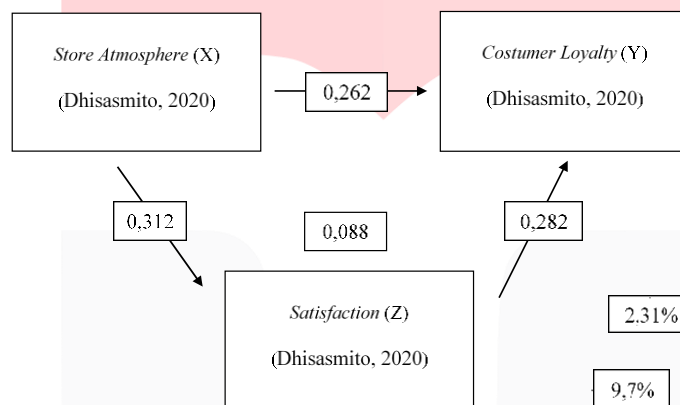 Store Atmosphere (X)
(Dhisasmito, 2020)
0,262
Costumer Loyalty (Y)
(Dhisasmito, 2020)
0,312
0,088
0,282
Satisfaction (Z)
(Dhisasmito, 2020)
2.31%
9,7%